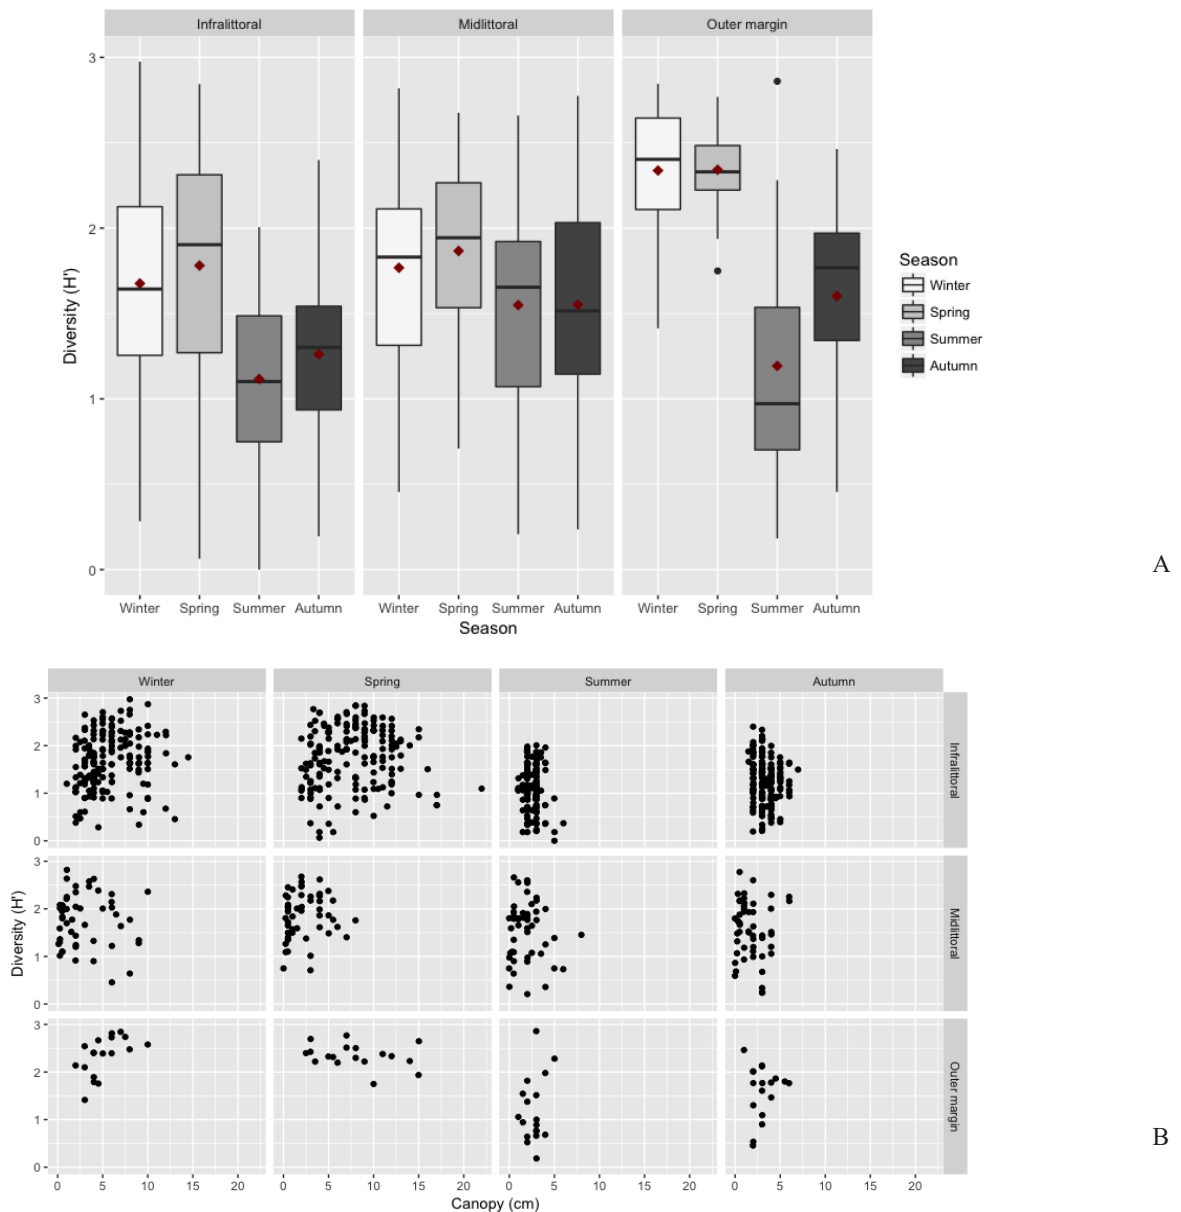 Infralittoral Midlittoral Outer margin
3
2
1
0
Diversity (H')
Winter Spring Summer Autumn Winter Spring Summer Autumn Winter Spring Summer Autumn
Season
Season
Winter
Spring
Summer
Autumn
A
Winter Spring Summer Autumn
3
2
1
0
Infralittoral
3
2
1
0
Midlittoral
3
2
1
0
Outer margin
Diversity (H')
0 5 10 15 20 0 5 10 15 20 0 5 10 15 20 0 5 10 15 20
Canopy (cm)
B